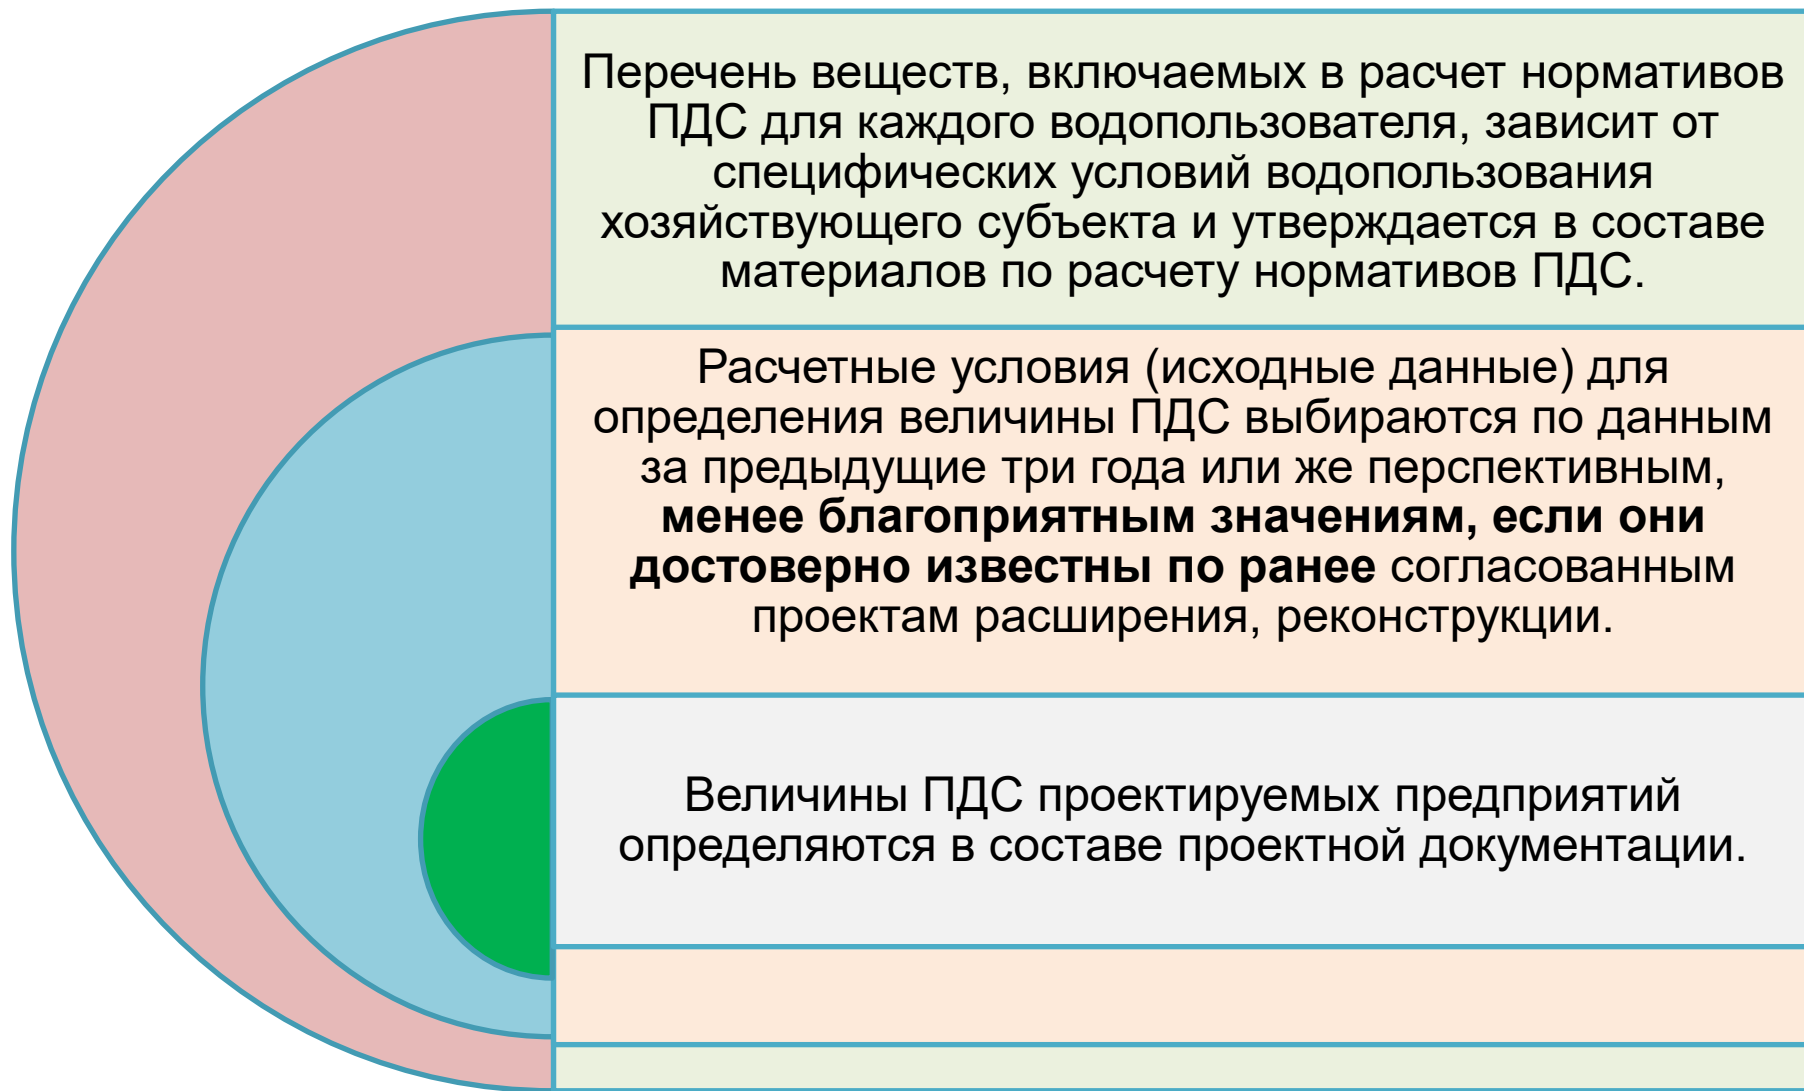 Перечень веществ, включаемых в расчет нормативов
ПДС для каждого водопользователя, зависит от
специфических условий водопользования
хозяйствующего субъекта и утверждается в составе
материалов по расчету нормативов ПДС.
Расчетные условия (исходные данные) для
определения величины ПДС выбираются по данным
за предыдущие три года или же перспективным,
менее благоприятным значениям, если они
достоверно известны по ранее согласованным
проектам расширения, реконструкции.
Величины ПДС проектируемых предприятий
определяются в составе проектной документации.